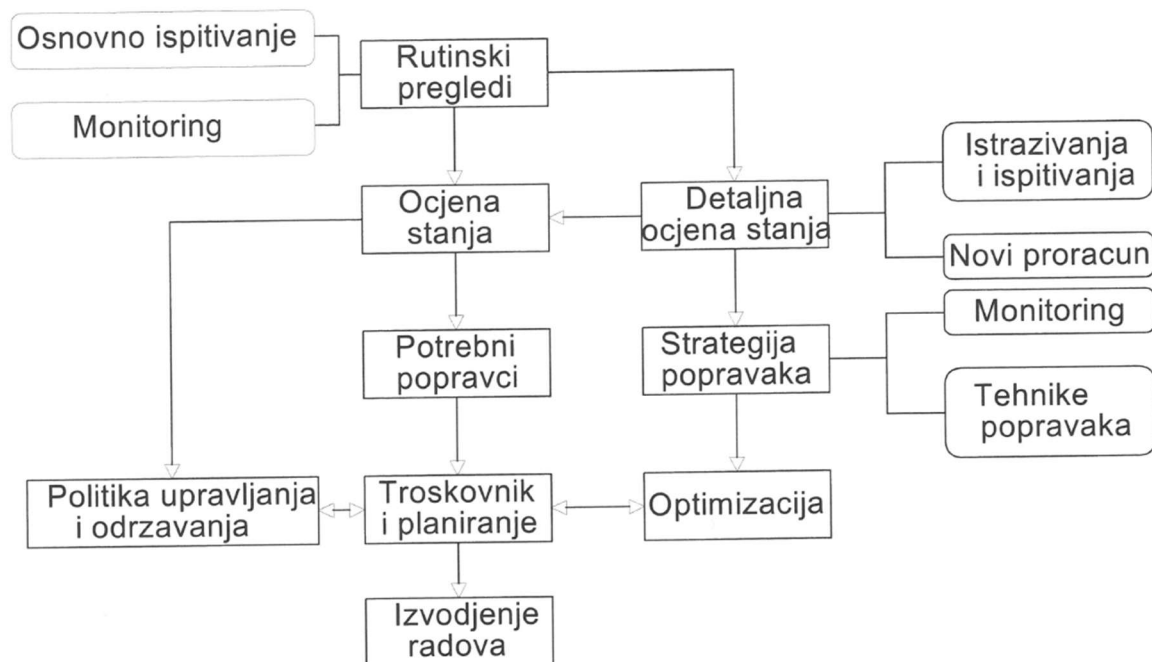 Osnovno ispitivanje
Monitoring
Rutinski
pregledi
Istrazivanja
i ispitivanja
Ocjena
stanja
Detaljna
ocjena stanja
Novi proracun
Monitoring
Potrebni
popravci
Strategija
popravaka
Tehnike
popravaka
Politika upravljanja
i odrzavanja
Troskovnik
i planiranje
Optimizacija
Izvodjenje
radova